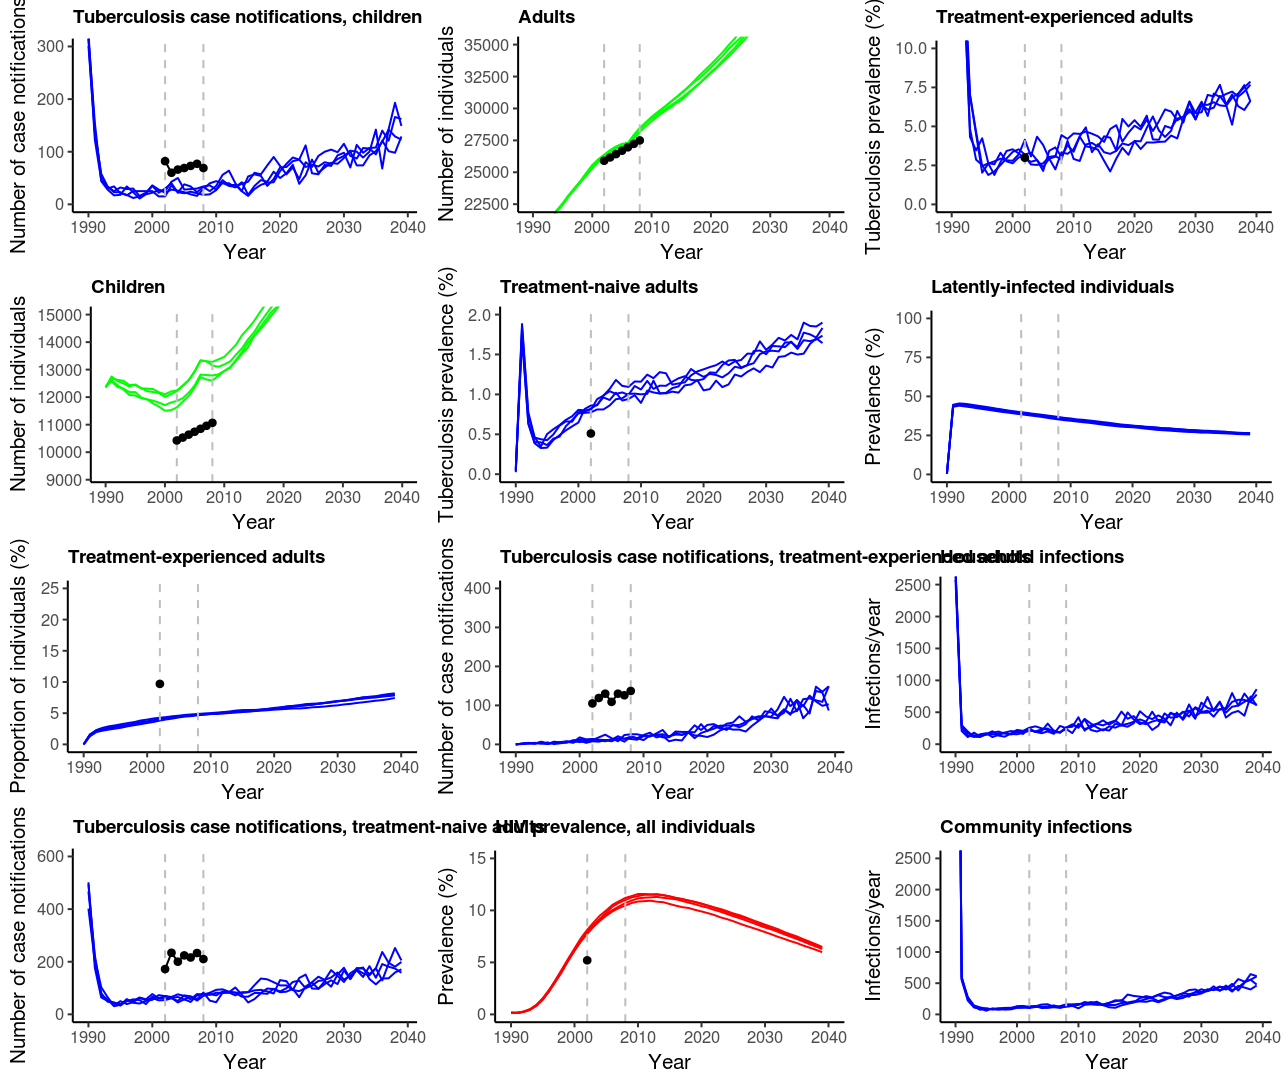 Tuberculosis case notifications, children
Number of case notifications
300
200
100
0
1990 2000 2010 2020 2030 2040
Year
Adults
Number of individuals
35000
32500
30000
27500
25000
22500
1990 2000 2010 2020 2030 2040
Year
Treatment-experienced adults
Tuberculosis prevalence (%)
10.0
7.5
5.0
2.5
0.0
1990 2000 2010 2020 2030 2040
Year
Children
Number of individuals
15000
14000
13000
12000
11000
10000
9000
1990 2000 2010 2020 2030 2040
Year
Treatment-naive adults
Tuberculosis prevalence (%)
2.0
1.5
1.0
0.5
0.0
1990 2000 2010 2020 2030 2040
Year
Latently-infected individuals
Prevalence (%)
100
75
50
25
0
1990 2000 2010 2020 2030 2040
Year
Treatment-experienced adults
Proportion of individuals (%)
25
20
15
10
5
0
1990 2000 2010 2020 2030 2040
Year
Tuberculosis case notifications, treatment-experienced adults
Number of case notifications
400
300
200
100
0
1990 2000 2010 2020 2030 2040
Year
Household infections
Infections/year
2500
2000
1500
1000
500
0
1990 2000 2010 2020 2030 2040
Year
Tuberculosis case notifications, treatment-naive adults
Number of case notifications
600
400
200
0
1990 2000 2010 2020 2030 2040
Year
HIV prevalence, all individuals
Prevalence (%)
15
10
5
0
1990 2000 2010 2020 2030 2040
Year
Community infections
Infections/year
2500
2000
1500
1000
500
0
1990 2000 2010 2020 2030 2040
Year